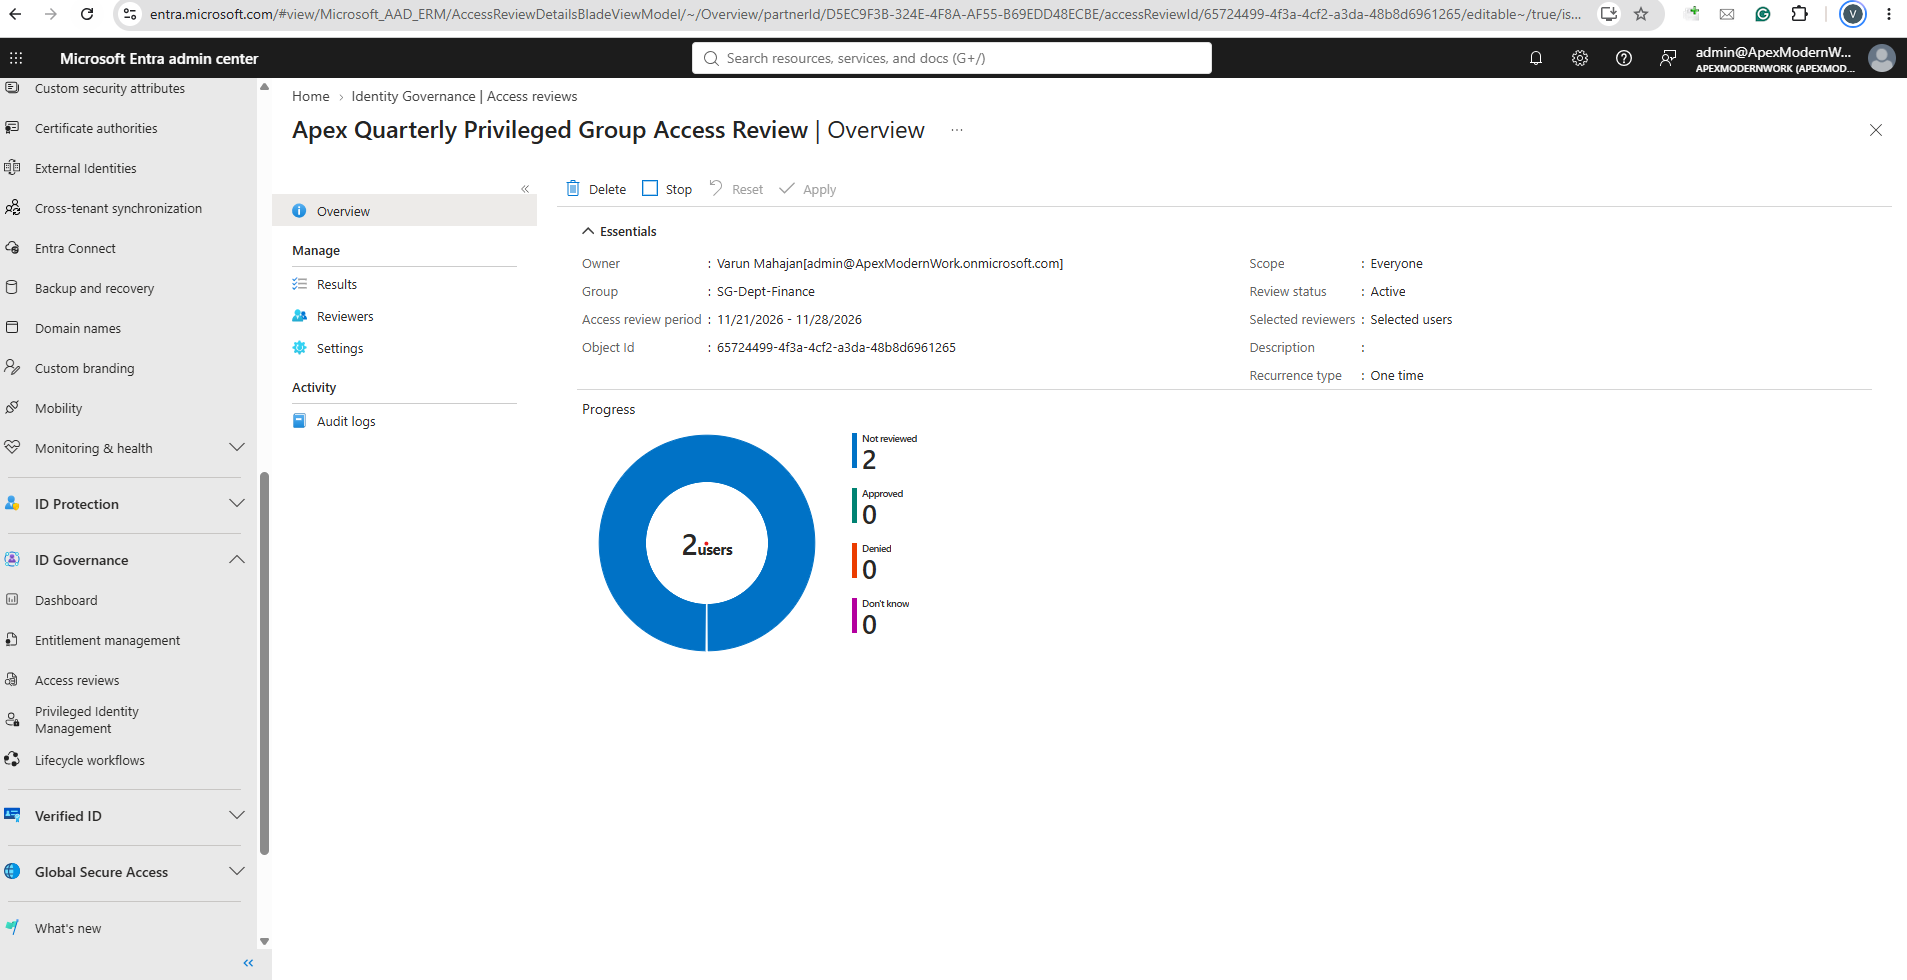 entra.microsoft.com/#view/Microsoft_AAD_ERM/AccessReviewDetailsBladeViewModel/~/Overview/partnerId/D5EC9F3B-324E-4F8A-AF55-B69EDD48ECBE/accessReviewId/65724499-4f3a-4cf2-a3da-48b8d6961265/editable~/true/is...
V
Microsoft Entra admin center
Search resources, services, and docs (G+/)
admin@ApexModernW...
APEXMODERNWORK (APEXMOD...
Custom security attributes
Certificate authorities
External Identities
Cross-tenant synchronization
Entra Connect
Backup and recovery
Domain names
Custom branding
Mobility
Monitoring & health
ID Protection
ID Governance
Dashboard
Entitlement management
Access reviews
Privileged Identity
Management
Lifecycle workflows
Verified ID
Global Secure Access
What's new
Home > Identity Governance | Access reviews
Apex Quarterly Privileged Group Access Review | Overview ...
Overview
Manage
Results
Reviewers
Settings
Activity
Audit logs
Delete Stop Reset Apply
Essentials
Owner : Varun Mahajan[admin@ApexModernWork.onmicrosoft.com]
Group : SG-Dept-Finance
Access review period : 11/21/2026 - 11/28/2026
Object Id : 65724499-4f3a-4cf2-a3da-48b8d6961265
Scope : Everyone
Review status : Active
Selected reviewers : Selected users
Description :
Recurrence type : One time
Progress
2 users
Not reviewed
2
Approved
0
Denied
0
Don't know
0